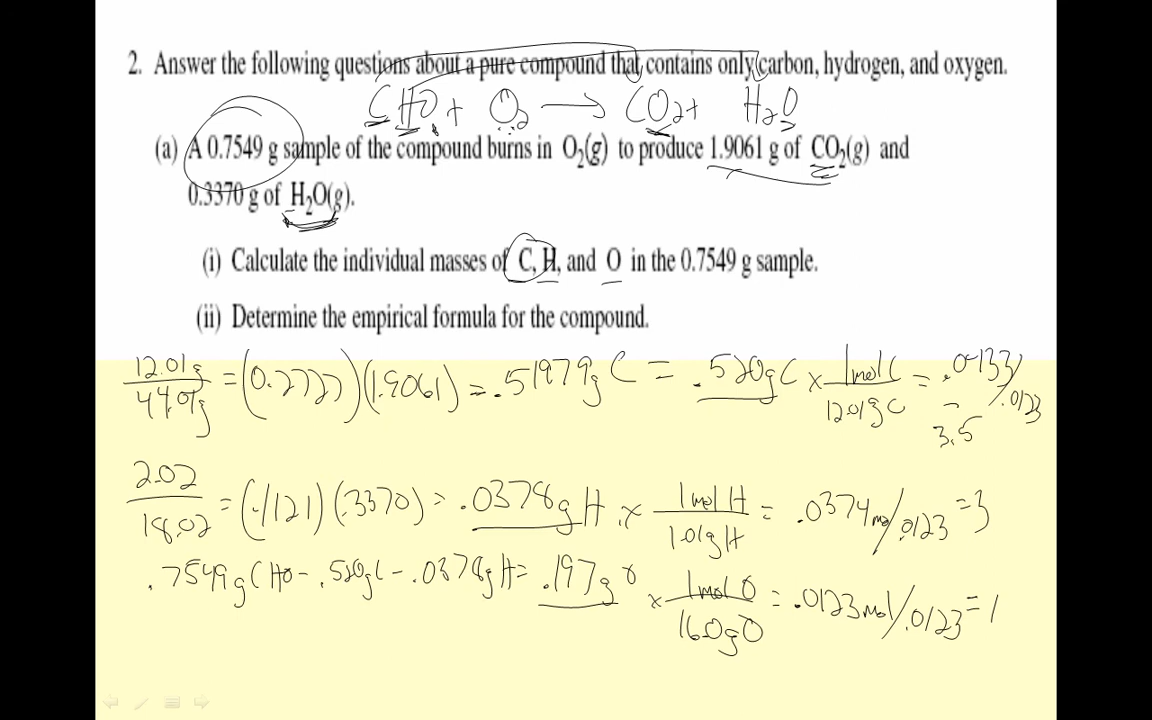 2. Answer the following questions about a pure compound that contains only carbon, hydrogen, and oxygen.
CHO + O₂ → CO₂ + H₂O
(a) A 0.7549 g sample of the compound burns in O₂(g) to produce 1.9061 g of CO₂(g) and
0.3370 g of H₂O(g).
(i) Calculate the individual masses of C, H, and O in the 0.7549 g sample.
(ii) Determine the empirical formula for the compound.
12.01g/44.01g = (0.2727)(1.9061) = .51979g C = .520g C x 1mol C/12.01g C = .0433/.0123
3.5
2.02/18.02 = (.1121)(.3370) = .0378g H x 1mol H/1.01g H = .0374mol/.0123 = 3
.7549g CHO - .520g C - .0378g H = .197g O x 1mol O/16.0g O = .0123mol/.0123 = 1